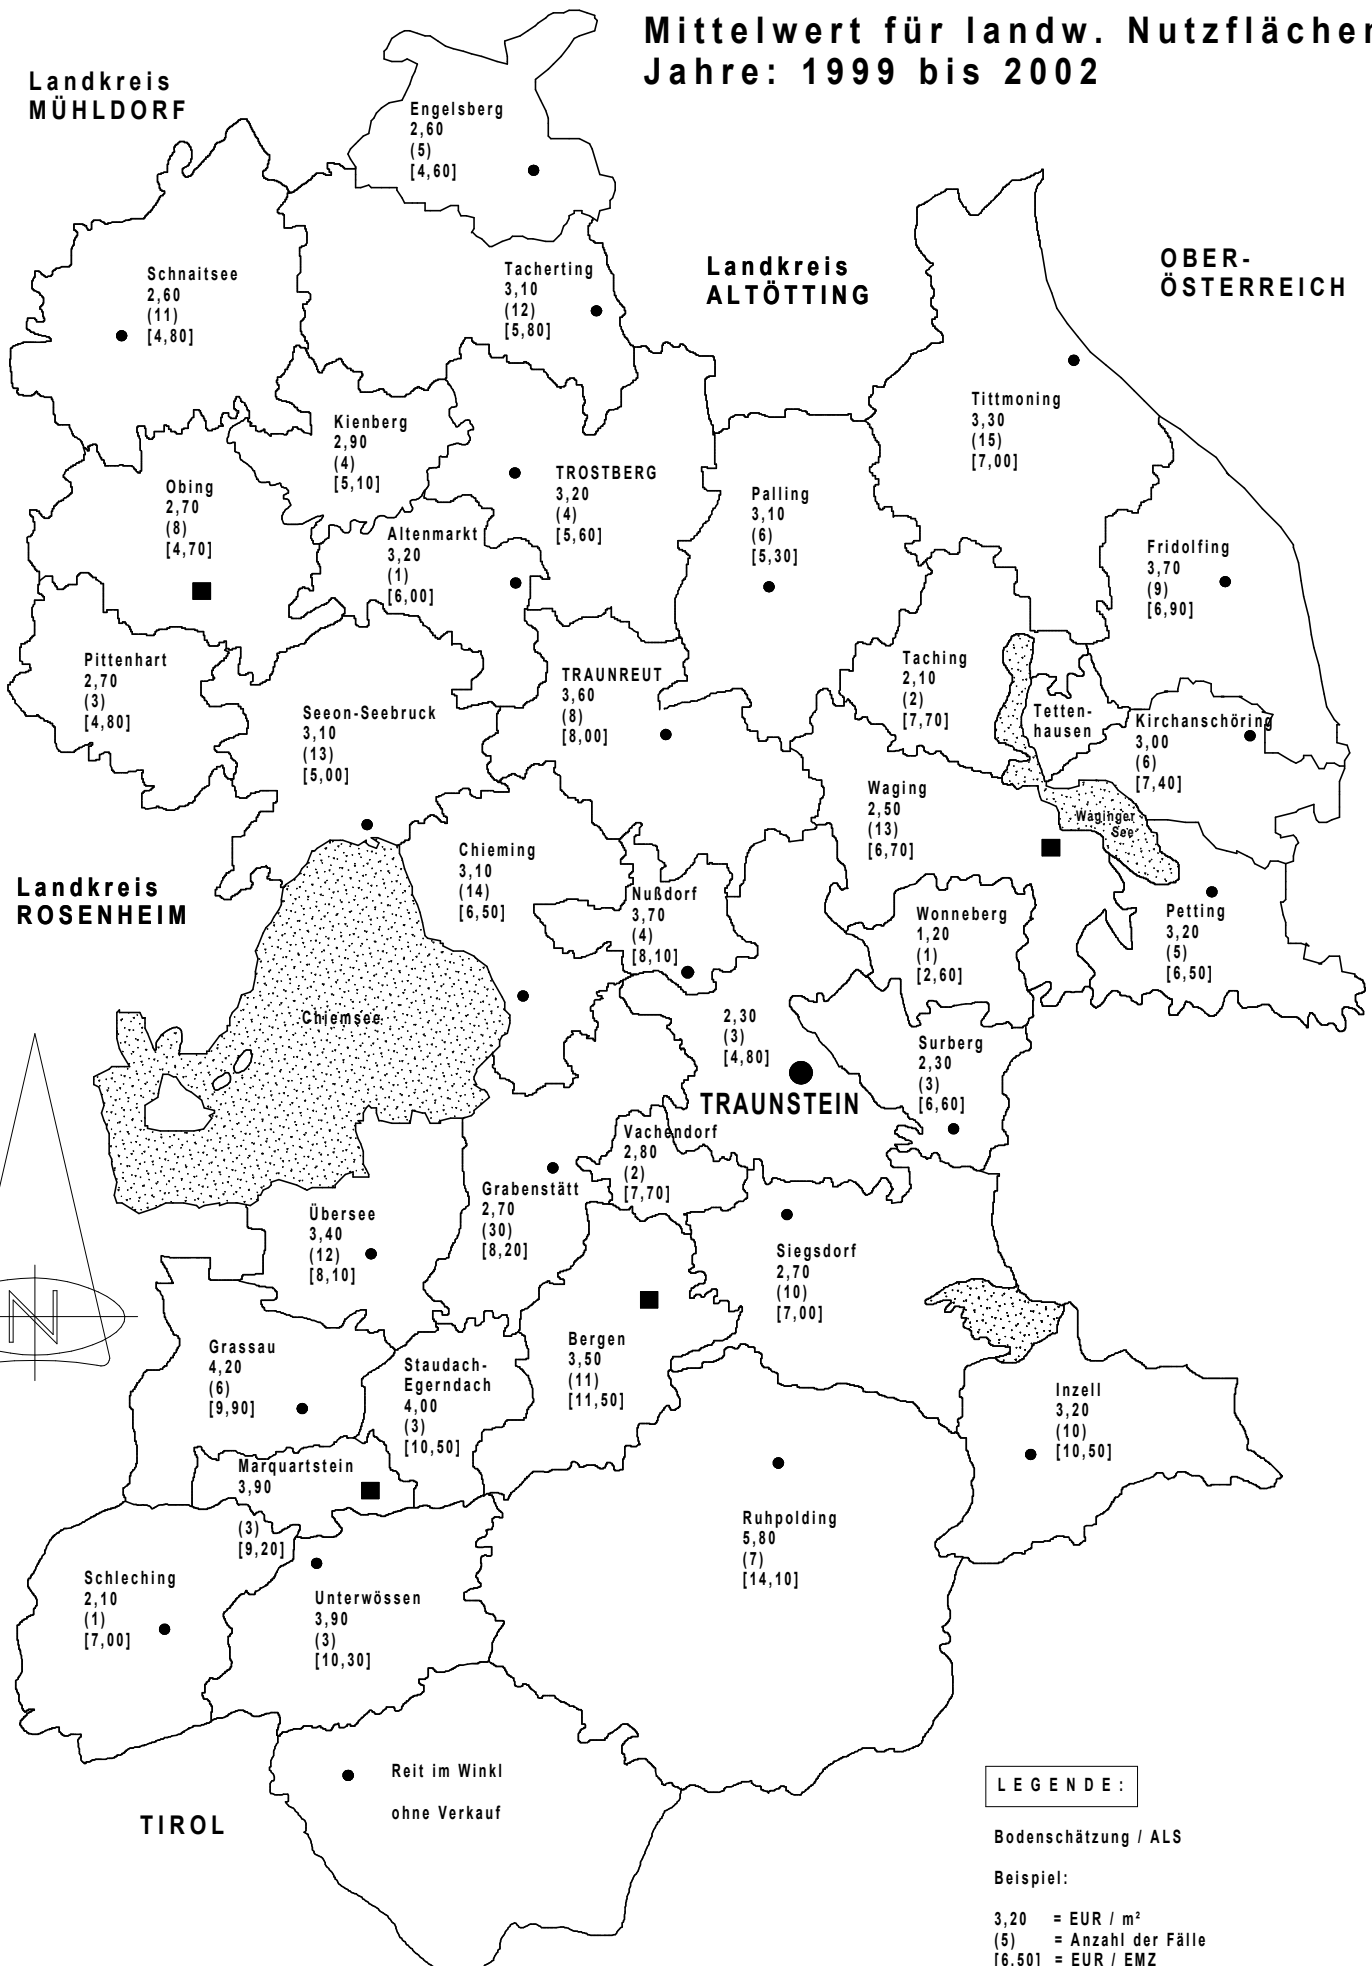 Mittelwert für landw. Nutzflächen
Jahre: 1999 bis 2002
Landkreis
MÜHLDORF
Engelsberg
2,60
(5)
[4,60]
Schnaitsee
2,60
(11)
[4,80]
Tacherting
3,10
(12)
[5,80]
Landkreis
ALTÖTTING
OBER-
ÖSTERREICH
Kienberg
2,90
(4)
[5,10]
Tittmoning
3,30
(15)
[7,00]
Obing
2,70
(8)
[4,70]
TROSTBERG
3,20
(4)
[5,60]
Palling
3,10
(6)
[5,30]
Altenmarkt
3,20
(1)
[6,00]
Fridolfing
3,70
(9)
[6,90]
Pittenhart
2,70
(3)
[4,80]
Seeon-Seebruck
3,10
(13)
[5,00]
TRAUNREUT
3,60
(8)
[8,00]
Taching
2,10
(2)
[7,70]
Tetten-
hausen
Kirchanschöring
3,00
(6)
[7,40]
Waging
2,50
(13)
[6,70]
Waginger
See
Landkreis
ROSENHEIM
Chieming
3,10
(14)
[6,50]
Nußdorf
3,70
(4)
[8,10]
Wonneberg
1,20
(1)
[2,60]
Petting
3,20
(5)
[6,50]
Chiemsee
2,30
(3)
[4,80]
TRAUNSTEIN
Surberg
2,30
(3)
[6,60]
Vachendorf
2,80
(2)
[7,70]
Grabenstätt
2,70
(30)
[8,20]
Übersee
3,40
(12)
[8,10]
Siegsdorf
2,70
(10)
[7,00]
N
Grassau
4,20
(6)
[9,90]
Staudach-
Egerndach
4,00
(3)
[10,50]
Bergen
3,50
(11)
[11,50]
Inzell
3,20
(10)
[10,50]
Marquartstein
3,90
(3)
[9,20]
Ruhpolding
5,80
(7)
[14,10]
Schleching
2,10
(1)
[7,00]
Unterwössen
3,90
(3)
[10,30]
Reit im Winkl
ohne Verkauf
TIROL
LEGENDE:
Bodenschätzung / ALS
Beispiel:
3,20 = EUR / m²
(5) = Anzahl der Fälle
[6,50] = EUR / EMZ